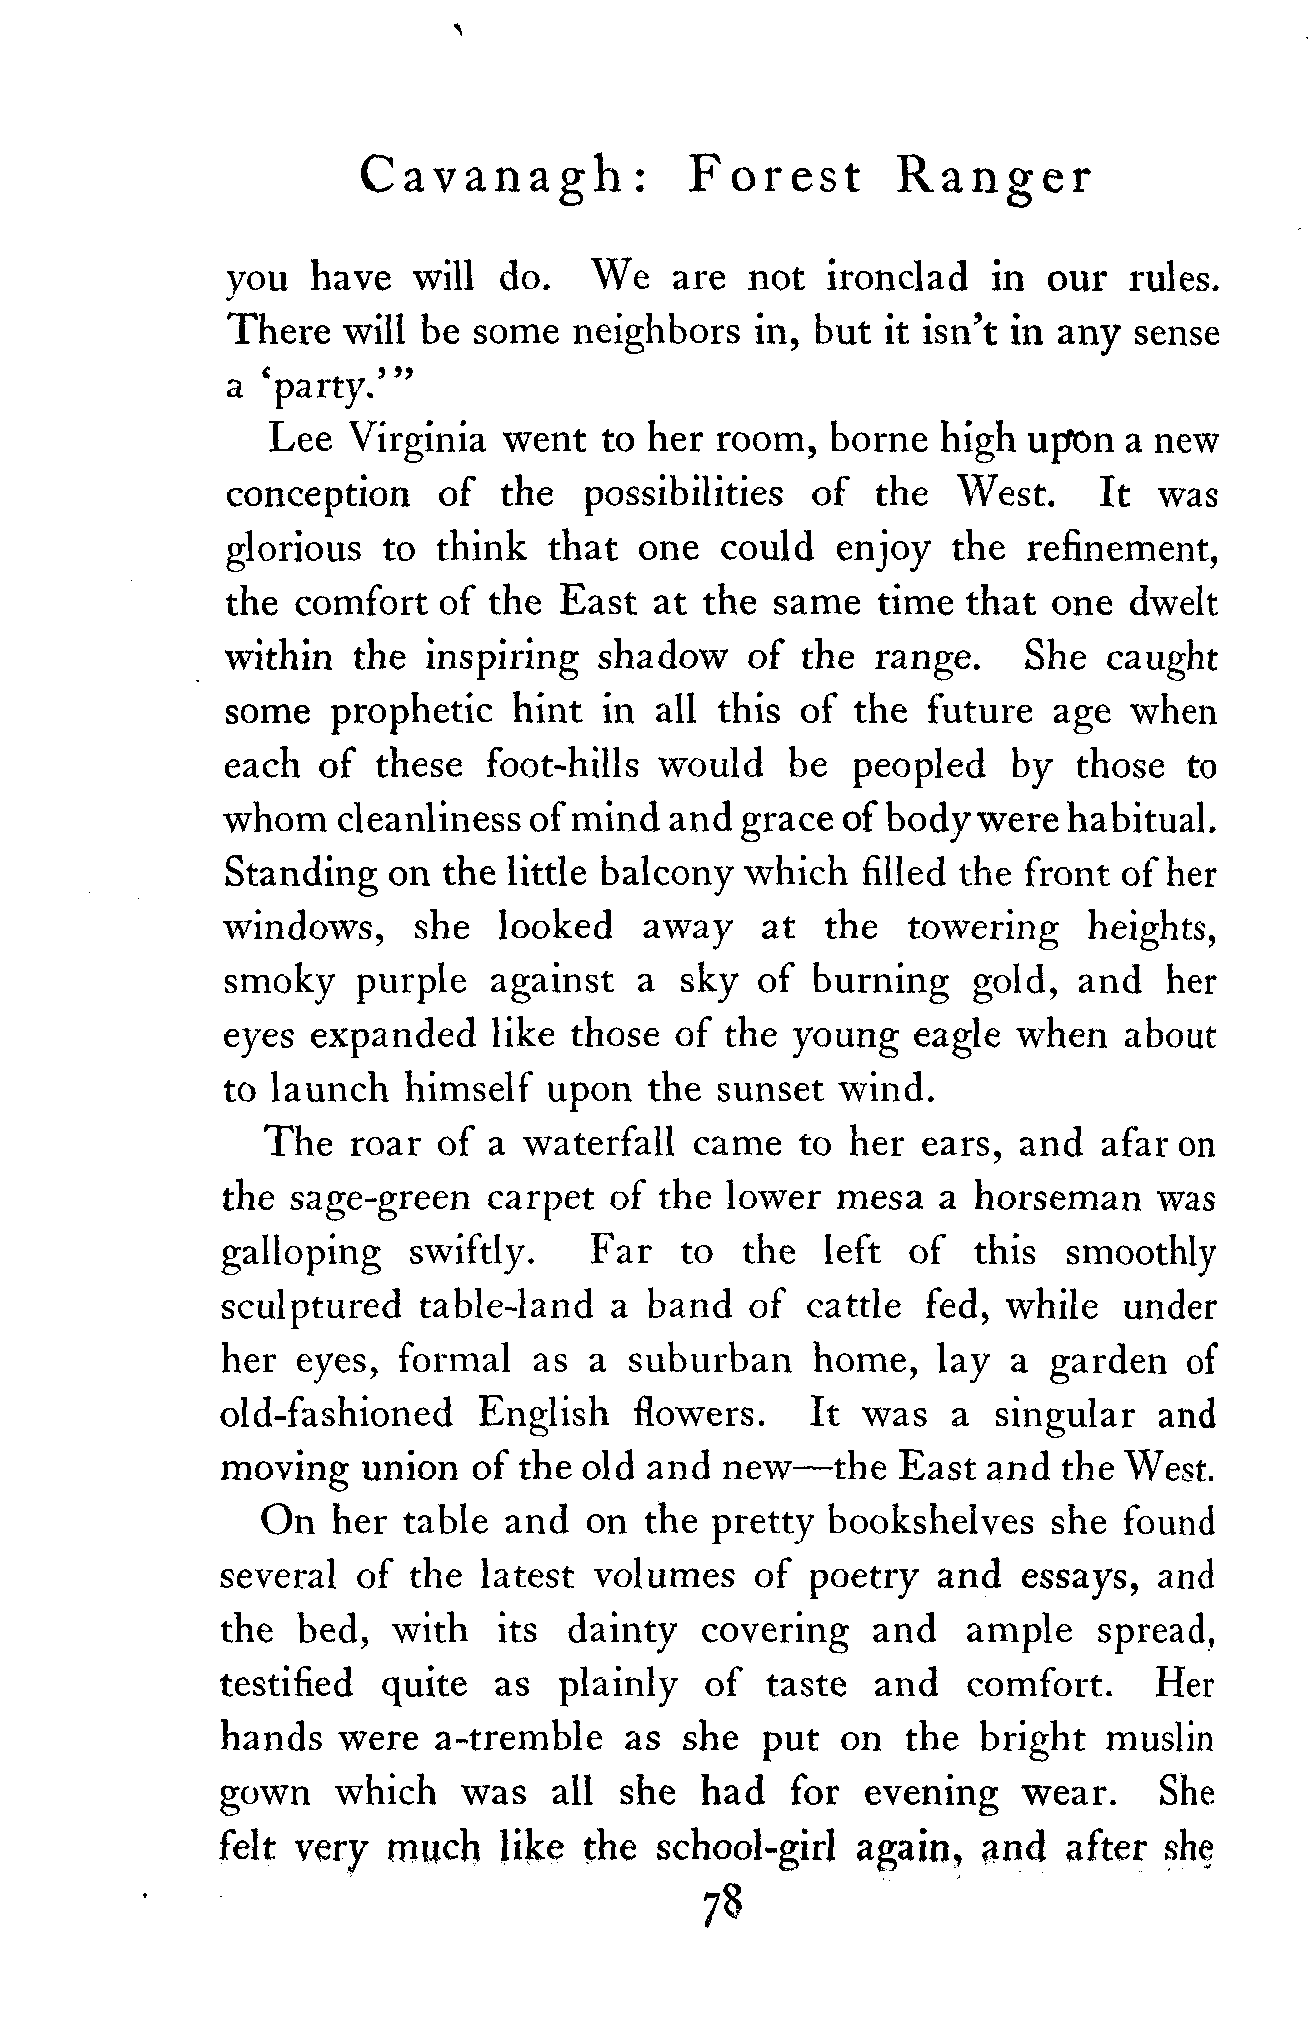 Cavanagh: Forest Ranger
you have will do. We are not ironclad in our rules.
There will be some neighbors in, but it isn't in any sense
a 'party.'"
Lee Virginia went to her room, borne high upon a new
conception of the possibilities of the West. It was
glorious to think that one could enjoy the refinement,
the comfort of the East at the same time that one dwelt
within the inspiring shadow of the range. She caught
some prophetic hint in all this of the future age when
each of these foot-hills would be peopled by those to
whom cleanliness of mind and grace of body were habitual.
Standing on the little balcony which filled the front of her
windows, she looked away at the towering heights,
smoky purple against a sky of burning gold, and her
eyes expanded like those of the young eagle when about
to launch himself upon the sunset wind.
The roar of a waterfall came to her ears, and afar on
the sage-green carpet of the lower mesa a horseman was
galloping swiftly. Far to the left of this smoothly
sculptured table-land a band of cattle fed, while under
her eyes, formal as a suburban home, lay a garden of
old-fashioned English flowers. It was a singular and
moving union of the old and new—the East and the West.
On her table and on the pretty bookshelves she found
several of the latest volumes of poetry and essays, and
the bed, with its dainty covering and ample spread,
testified quite as plainly of taste and comfort. Her
hands were a-tremble as she put on the bright muslin
gown which was all she had for evening wear. She
felt very much like the school-girl again, and after she
78